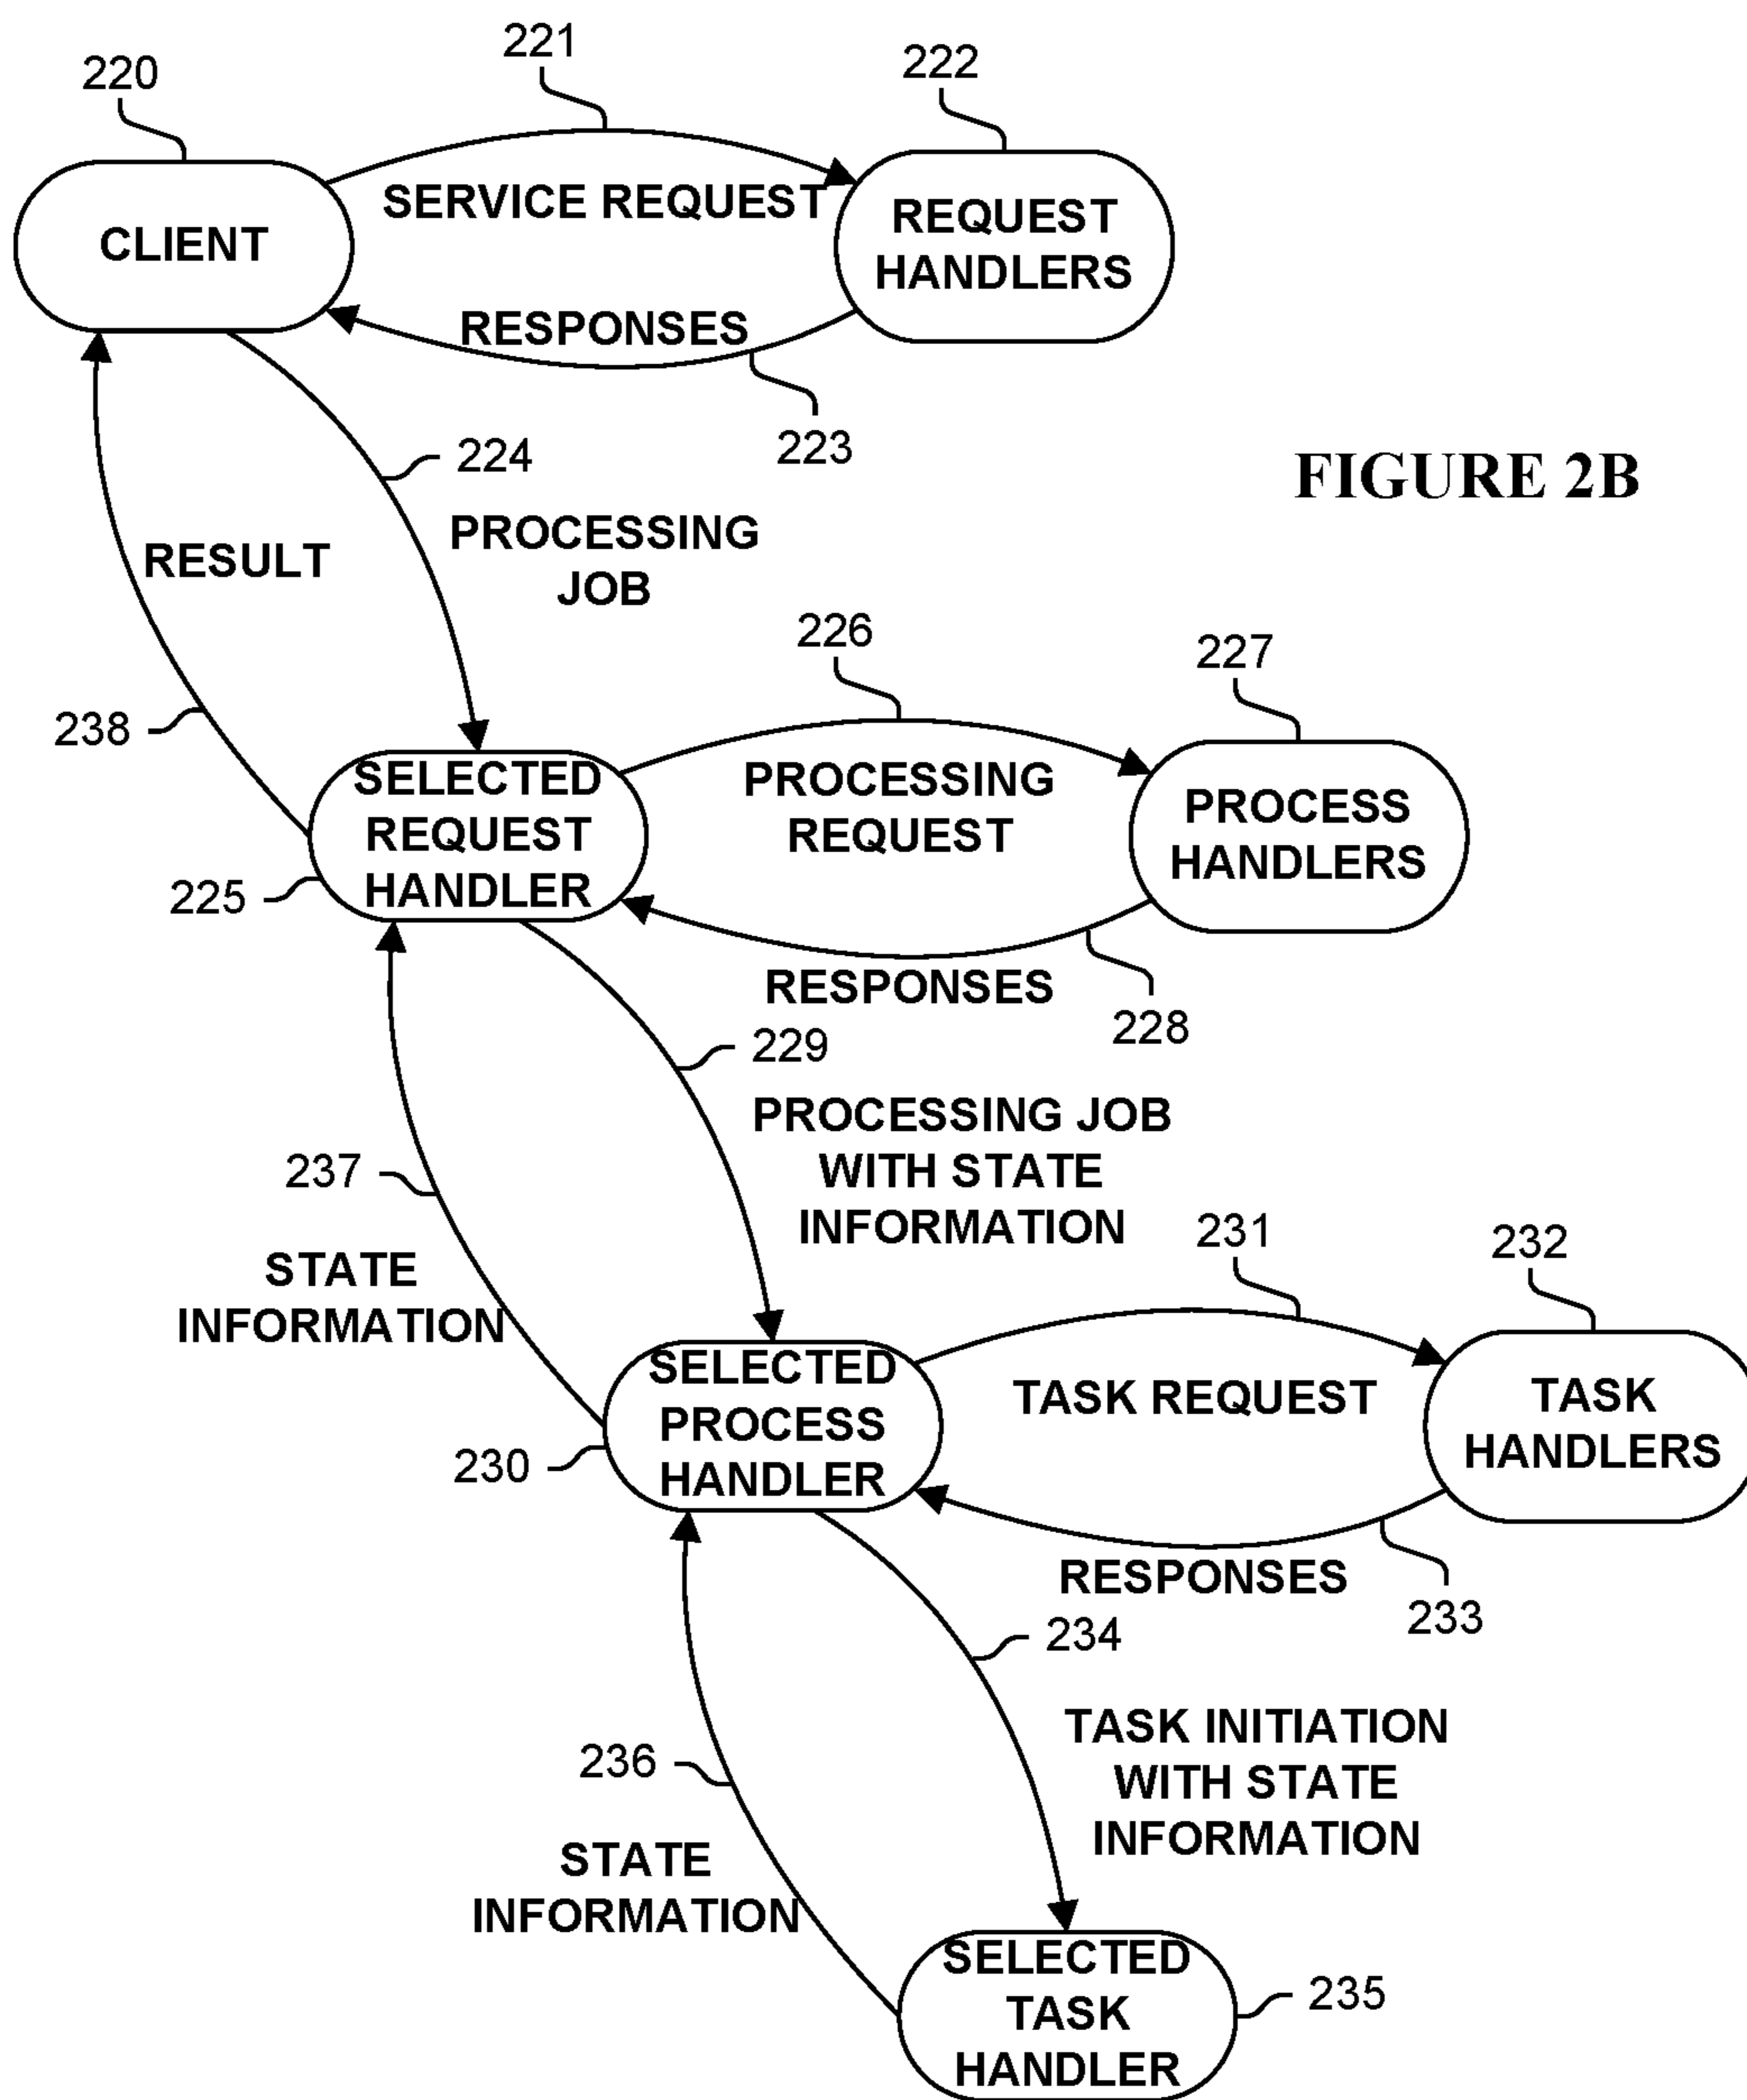 221
222
220
SERVICE REQUEST
REQUEST
HANDLERS
CLIENT
RESPONSES
223
224
FIGURE 2B
PROCESSING
JOB
RESULT
226
227
238
SELECTED
REQUEST
HANDLER
PROCESSING
REQUEST
PROCESS
HANDLERS
225
RESPONSES
228
229
PROCESSING JOB
WITH STATE
INFORMATION
237
231
232
STATE
INFORMATION
SELECTED
PROCESS
HANDLER
TASK REQUEST
TASK
HANDLERS
230
RESPONSES
233
234
TASK INITIATION
WITH STATE
INFORMATION
236
STATE
INFORMATION
SELECTED
TASK
HANDLER
235